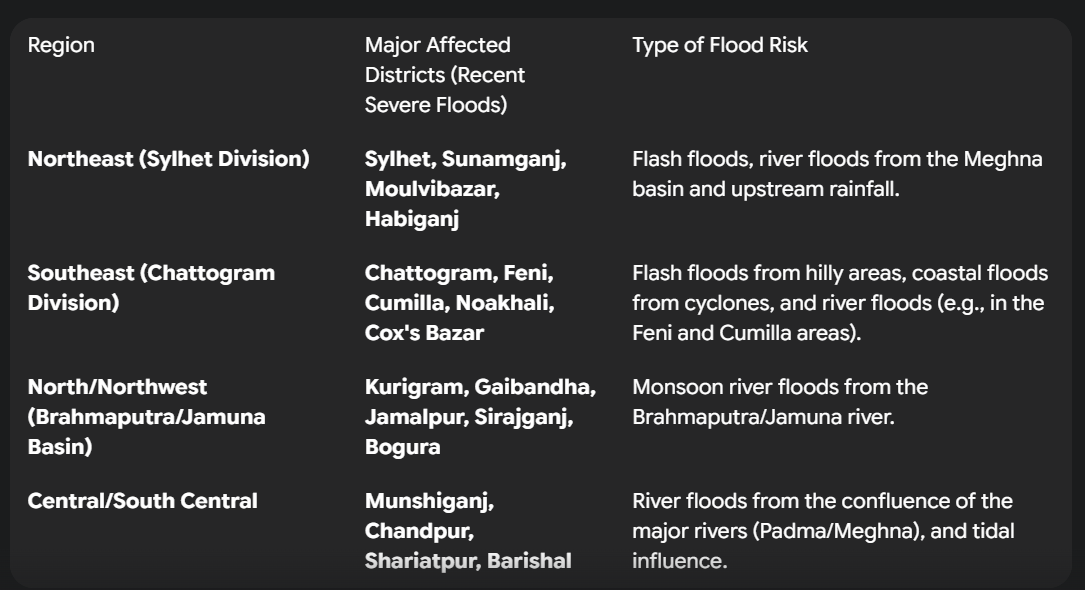 Region
Major Affected
Districts (Recent
Severe Floods)
Type of Flood Risk
Northeast (Sylhet Division)
Sylhet, Sunamganj,
Moulvibazar,
Habiganj
Flash floods, river floods from the Meghna
basin and upstream rainfall.
Southeast (Chattogram
Division)
Chattogram, Feni,
Cumilla, Noakhali,
Cox's Bazar
Flash floods from hilly areas, coastal floods
from cyclones, and river floods (e.g., in the
Feni and Cumilla areas).
North/Northwest
(Brahmaputra/Jamuna
Basin)
Kurigram, Gaibandha,
Jamalpur, Sirajganj,
Bogura
Monsoon river floods from the
Brahmaputra/Jamuna river.
Central/South Central
Munshiganj,
Chandpur,
Shariatpur, Barishal
River floods from the confluence of the
major rivers (Padma/Meghna), and tidal
influence.